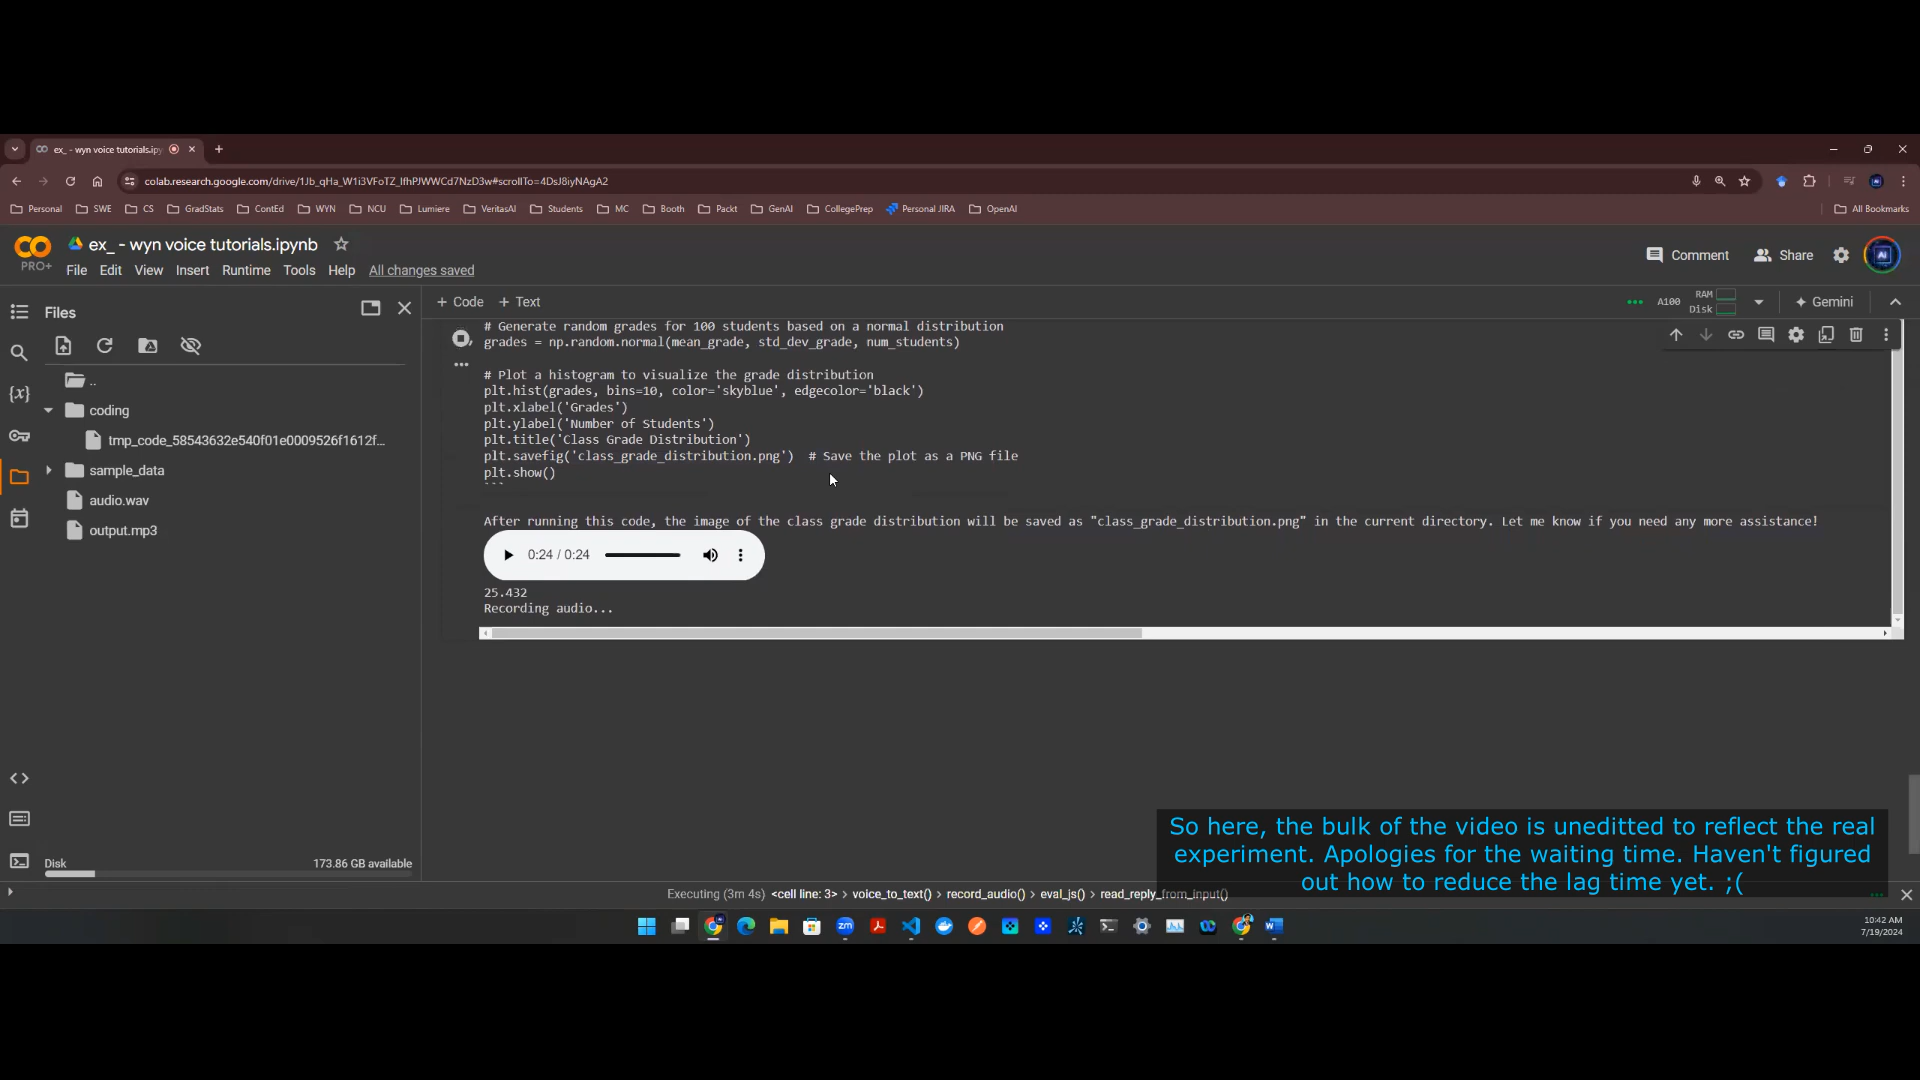 ex_ - wyn voice tutorials.ipy
colab.research.google.com/drive/1Jb_qHa_W1i3VFoTZ_lfhPJWWCd7NzD3w#scrollTo=4DsJ8iyNAgA2
Personal SWE CS GradStats ContEd WYN NCU Lumiere VeritasAI Students MC Booth Packt GenAI CollegePrep Personal JIRA OpenAI All Bookmarks
ex_ - wyn voice tutorials.ipynb
PRO+
File Edit View Insert Runtime Tools Help All changes saved
Comment Share
Files
+ Code + Text
A100 RAM Disk Gemini
..
coding
tmp_code_58543632e540f01e0009526f1612f...
sample_data
audio.wav
output.mp3
Disk 173.86 GB available
# Generate random grades for 100 students based on a normal distribution
grades = np.random.normal(mean_grade, std_dev_grade, num_students)
# Plot a histogram to visualize the grade distribution
plt.hist(grades, bins=10, color='skyblue', edgecolor='black')
plt.xlabel('Grades')
plt.ylabel('Number of Students')
plt.title('Class Grade Distribution')
plt.savefig('class_grade_distribution.png')  # Save the plot as a PNG file
plt.show()
```
After running this code, the image of the class grade distribution will be saved as "class_grade_distribution.png" in the current directory. Let me know if you need any more assistance!
0:24 / 0:24
25.432
Recording audio...
So here, the bulk of the video is uneditted to reflect the real
experiment. Apologies for the waiting time. Haven't figured
out how to reduce the lag time yet. ;(
Executing (3m 4s) <cell line: 3> > voice_to_text() > record_audio() > eval_js() > read_reply_from_input()
10:42 AM
7/19/2024